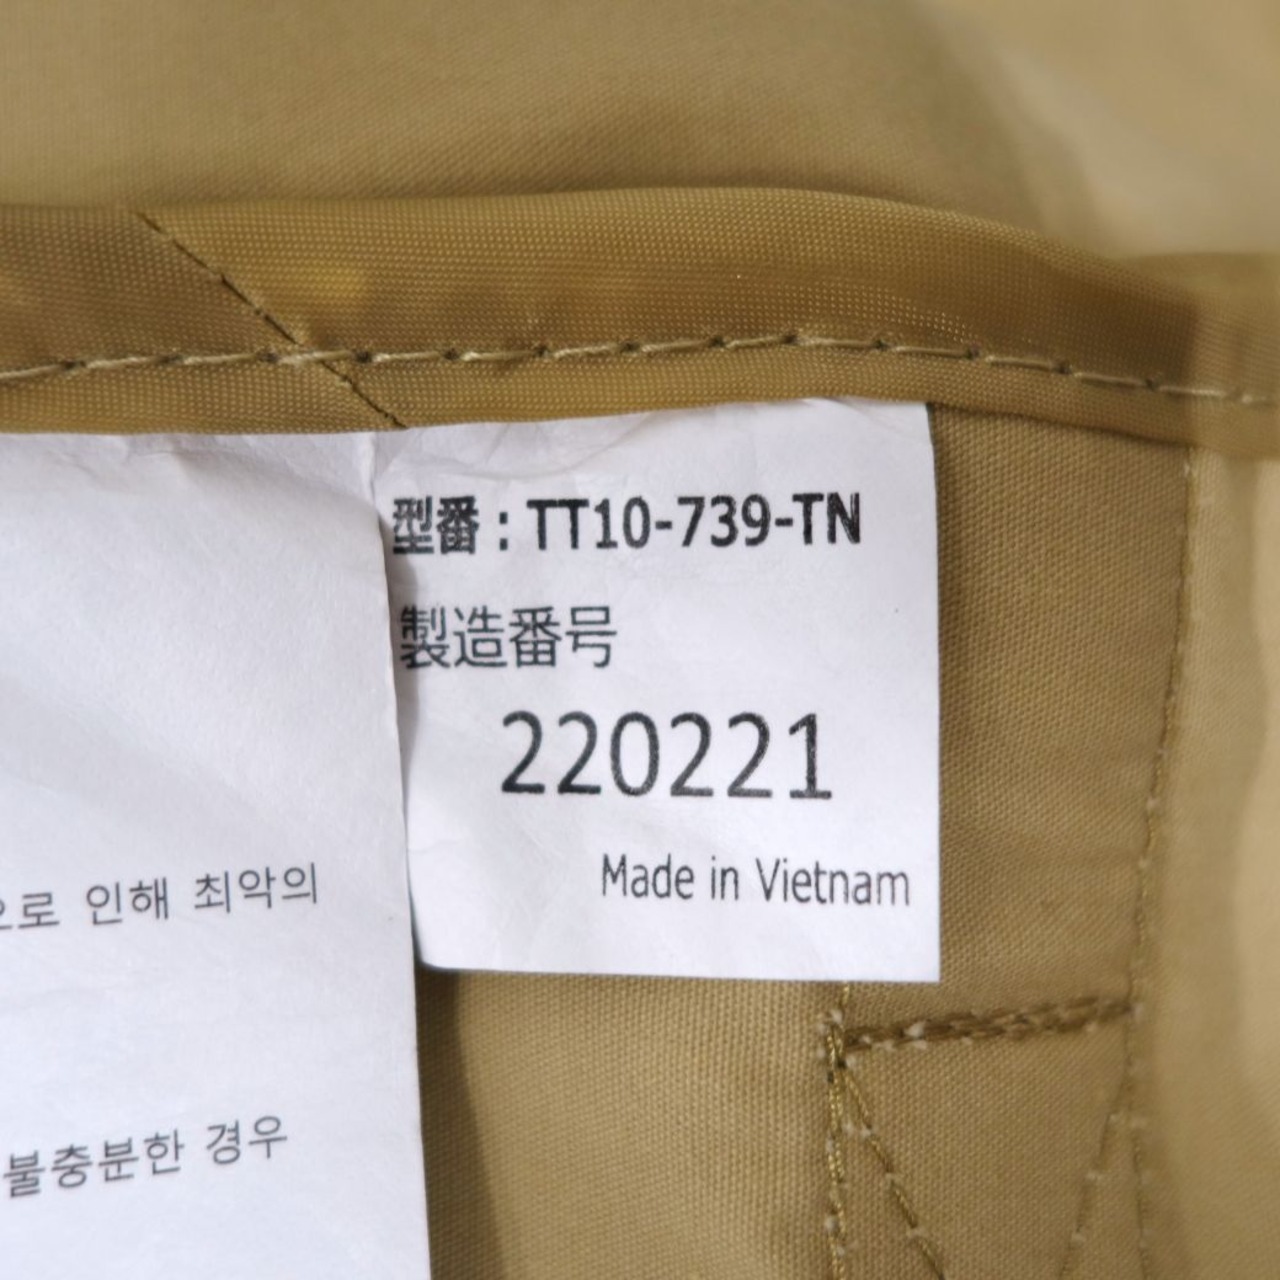 型番 : TT10-739-TN
製造番号
220221
Made in Vietnam
으로 인해 최악의
불충분한 경우